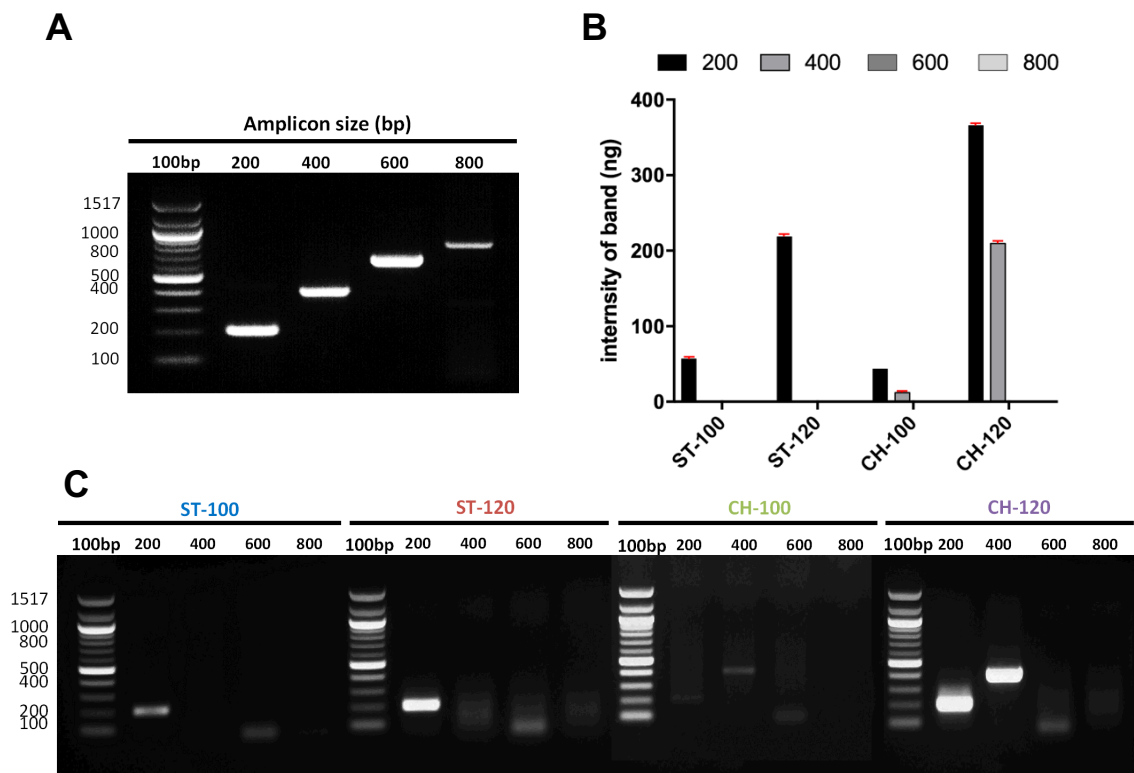 A
Amplicon size (bp)
100bp 200 400 600 800
1517
1000
800
500
400
200
100
B
200 400 600 800
internsity of band (ng)
400
300
200
100
0
ST-100 ST-120 CH-100 CH-120
C
ST-100 ST-120 CH-100 CH-120
100bp 200 400 600 800 100bp 200 400 600 800 100bp 200 400 600 800 100bp 200 400 600 800
1517
1000
800
500
400
200
100